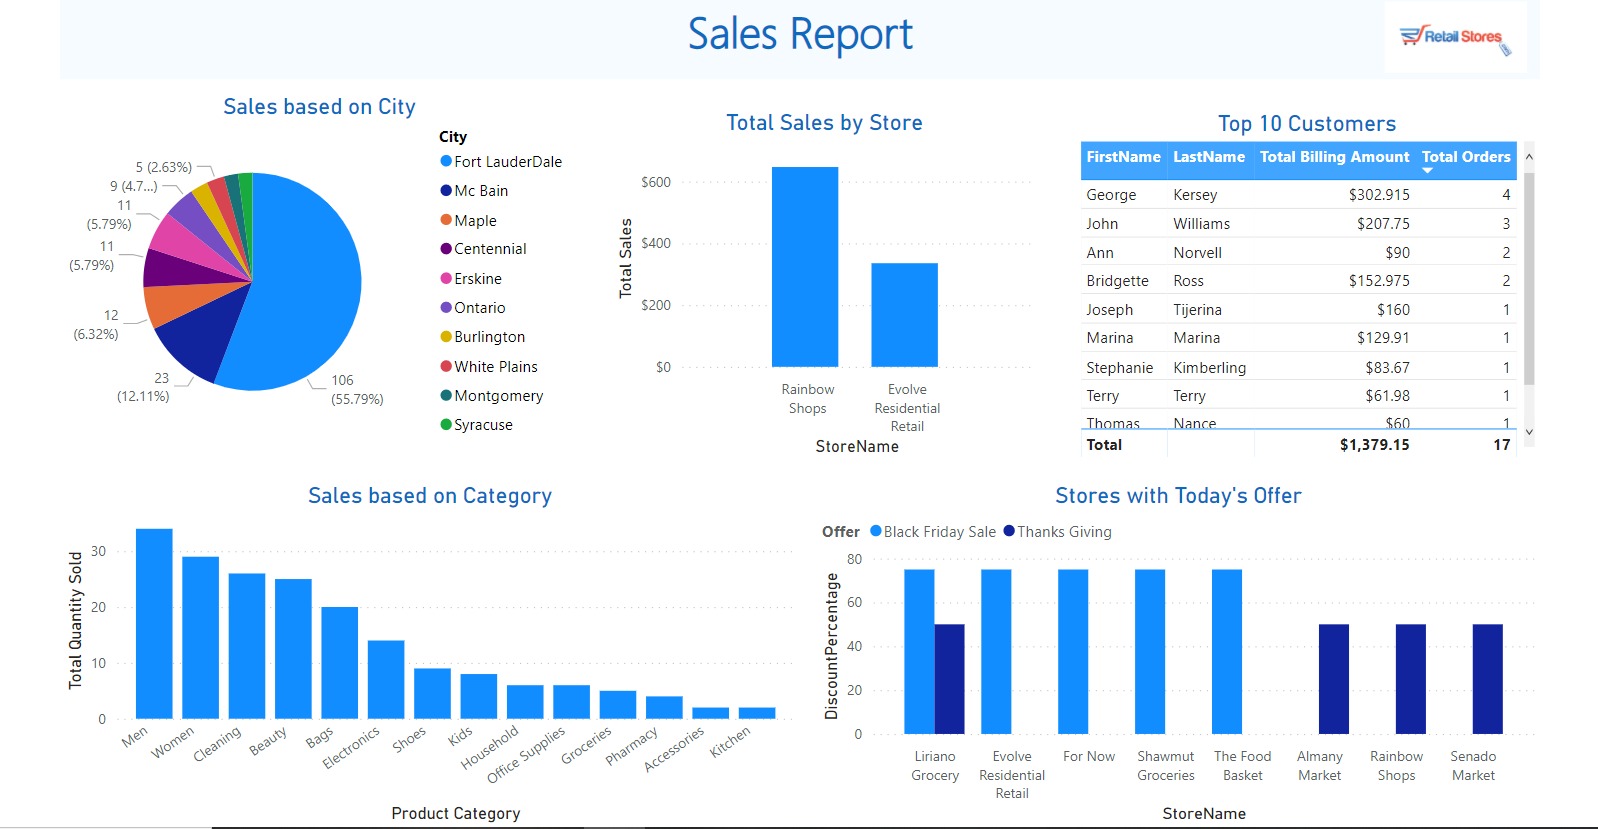 Sales Report
Retail Stores
Sales based on City
City
Fort LauderDale
Mc Bain
Maple
Centennial
Erskine
Ontario
Burlington
White Plains
Montgomery
Syracuse
5 (2.63%)
9 (4.7...)
11
(5.79%)
11
(5.79%)
12
(6.32%)
23
(12.11%)
106
(55.79%)
Total Sales by Store
Total Sales
$600
$400
$200
$0
Rainbow
Shops
Evolve
Residential
Retail
StoreName
Top 10 Customers
FirstName LastName Total Billing Amount Total Orders
George Kersey $302.915 4
John Williams $207.75 3
Ann Norvell $90 2
Bridgette Ross $152.975 2
Joseph Tijerina $160 1
Marina Marina $129.91 1
Stephanie Kimberling $83.67 1
Terry Terry $61.98 1
Thomas Nance $60 1
Total $1,379.15 17
Sales based on Category
Total Quantity Sold
30
20
10
0
Men
Women
Cleaning
Beauty
Bags
Electronics
Shoes
Kids
Household
Office Supplies
Groceries
Pharmacy
Accessories
Kitchen
Product Category
Stores with Today's Offer
Offer Black Friday Sale Thanks Giving
DiscountPercentage
80
60
40
20
0
Liriano
Grocery
Evolve
Residential
Retail
For Now
Shawmut
Groceries
The Food
Basket
Almany
Market
Rainbow
Shops
Senado
Market
StoreName